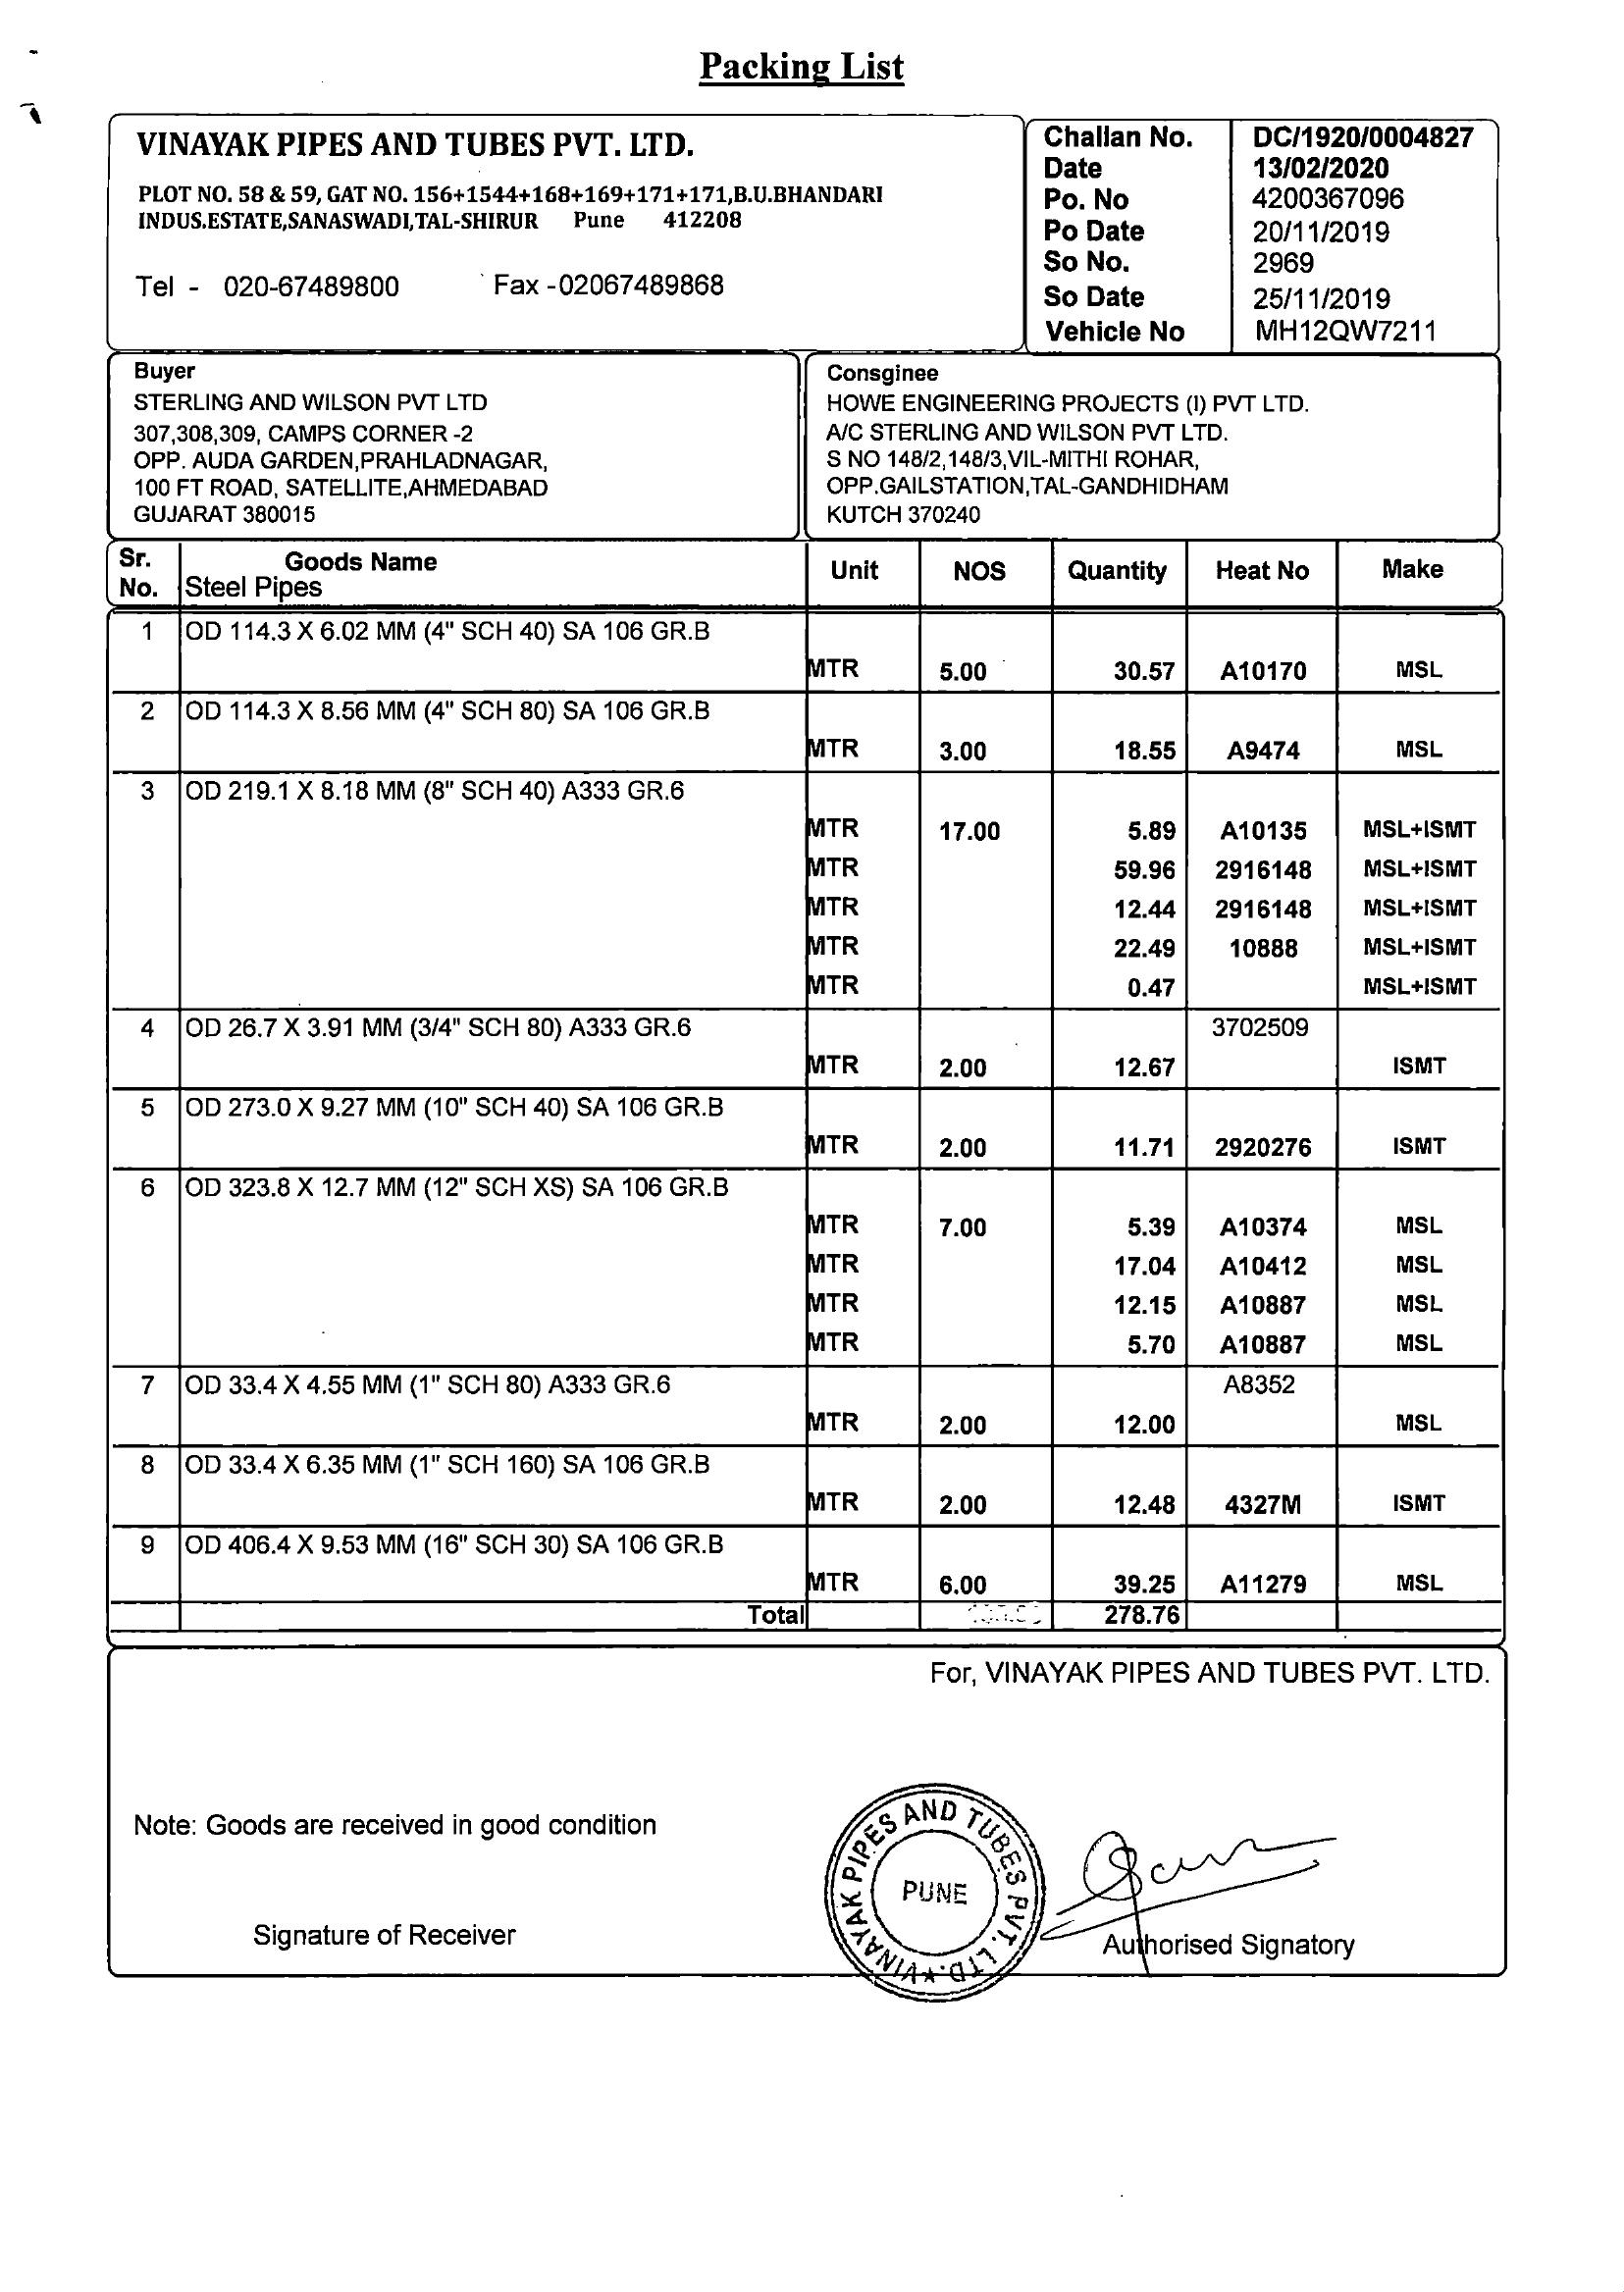 Packing List
VINAYAK PIPES AND TUBES PVT. LTD.
PLOT NO. 58 & 59, GAT NO. 156+1544+168+169+171+171,B.U.BHANDARI
INDUS.ESTATE,SANASWADI,TAL-SHIRUR Pune 412208
Tel - 020-67489800 Fax -02067489868
Challan No. DC/1920/0004827
Date 13/02/2020
Po. No 4200367096
Po Date 20/11/2019
So No. 2969
So Date 25/11/2019
Vehicle No MH12QW7211
Buyer
STERLING AND WILSON PVT LTD
307,308,309, CAMPS CORNER -2
OPP. AUDA GARDEN,PRAHLADNAGAR,
100 FT ROAD, SATELLITE,AHMEDABAD
GUJARAT 380015
Consginee
HOWE ENGINEERING PROJECTS (I) PVT LTD.
A/C STERLING AND WILSON PVT LTD.
S NO 148/2,148/3,VIL-MITHI ROHAR,
OPP.GAILSTATION,TAL-GANDHIDHAM
KUTCH 370240
Sr. No. Goods Name Steel Pipes Unit NOS Quantity Heat No Make
1 OD 114.3 X 6.02 MM (4" SCH 40) SA 106 GR.B
MTR 5.00 30.57 A10170 MSL
2 OD 114.3 X 8.56 MM (4" SCH 80) SA 106 GR.B
MTR 3.00 18.55 A9474 MSL
3 OD 219.1 X 8.18 MM (8" SCH 40) A333 GR.6
MTR 17.00 5.89 A10135 MSL+ISMT
MTR 59.96 2916148 MSL+ISMT
MTR 12.44 2916148 MSL+ISMT
MTR 22.49 10888 MSL+ISMT
MTR 0.47 MSL+ISMT
4 OD 26.7 X 3.91 MM (3/4" SCH 80) A333 GR.6 3702509
MTR 2.00 12.67 ISMT
5 OD 273.0 X 9.27 MM (10" SCH 40) SA 106 GR.B
MTR 2.00 11.71 2920276 ISMT
6 OD 323.8 X 12.7 MM (12" SCH XS) SA 106 GR.B
MTR 7.00 5.39 A10374 MSL
MTR 17.04 A10412 MSL
MTR 12.15 A10887 MSL
MTR 5.70 A10887 MSL
7 OD 33.4 X 4.55 MM (1" SCH 80) A333 GR.6 A8352
MTR 2.00 12.00 MSL
8 OD 33.4 X 6.35 MM (1" SCH 160) SA 106 GR.B
MTR 2.00 12.48 4327M ISMT
9 OD 406.4 X 9.53 MM (16" SCH 30) SA 106 GR.B
MTR 6.00 39.25 A11279 MSL
Total 278.76
For, VINAYAK PIPES AND TUBES PVT. LTD.
Note: Goods are received in good condition
VINAYAK PIPES AND TUBES PVT. LTD.
PUNE
Signature of Receiver
Authorised Signatory